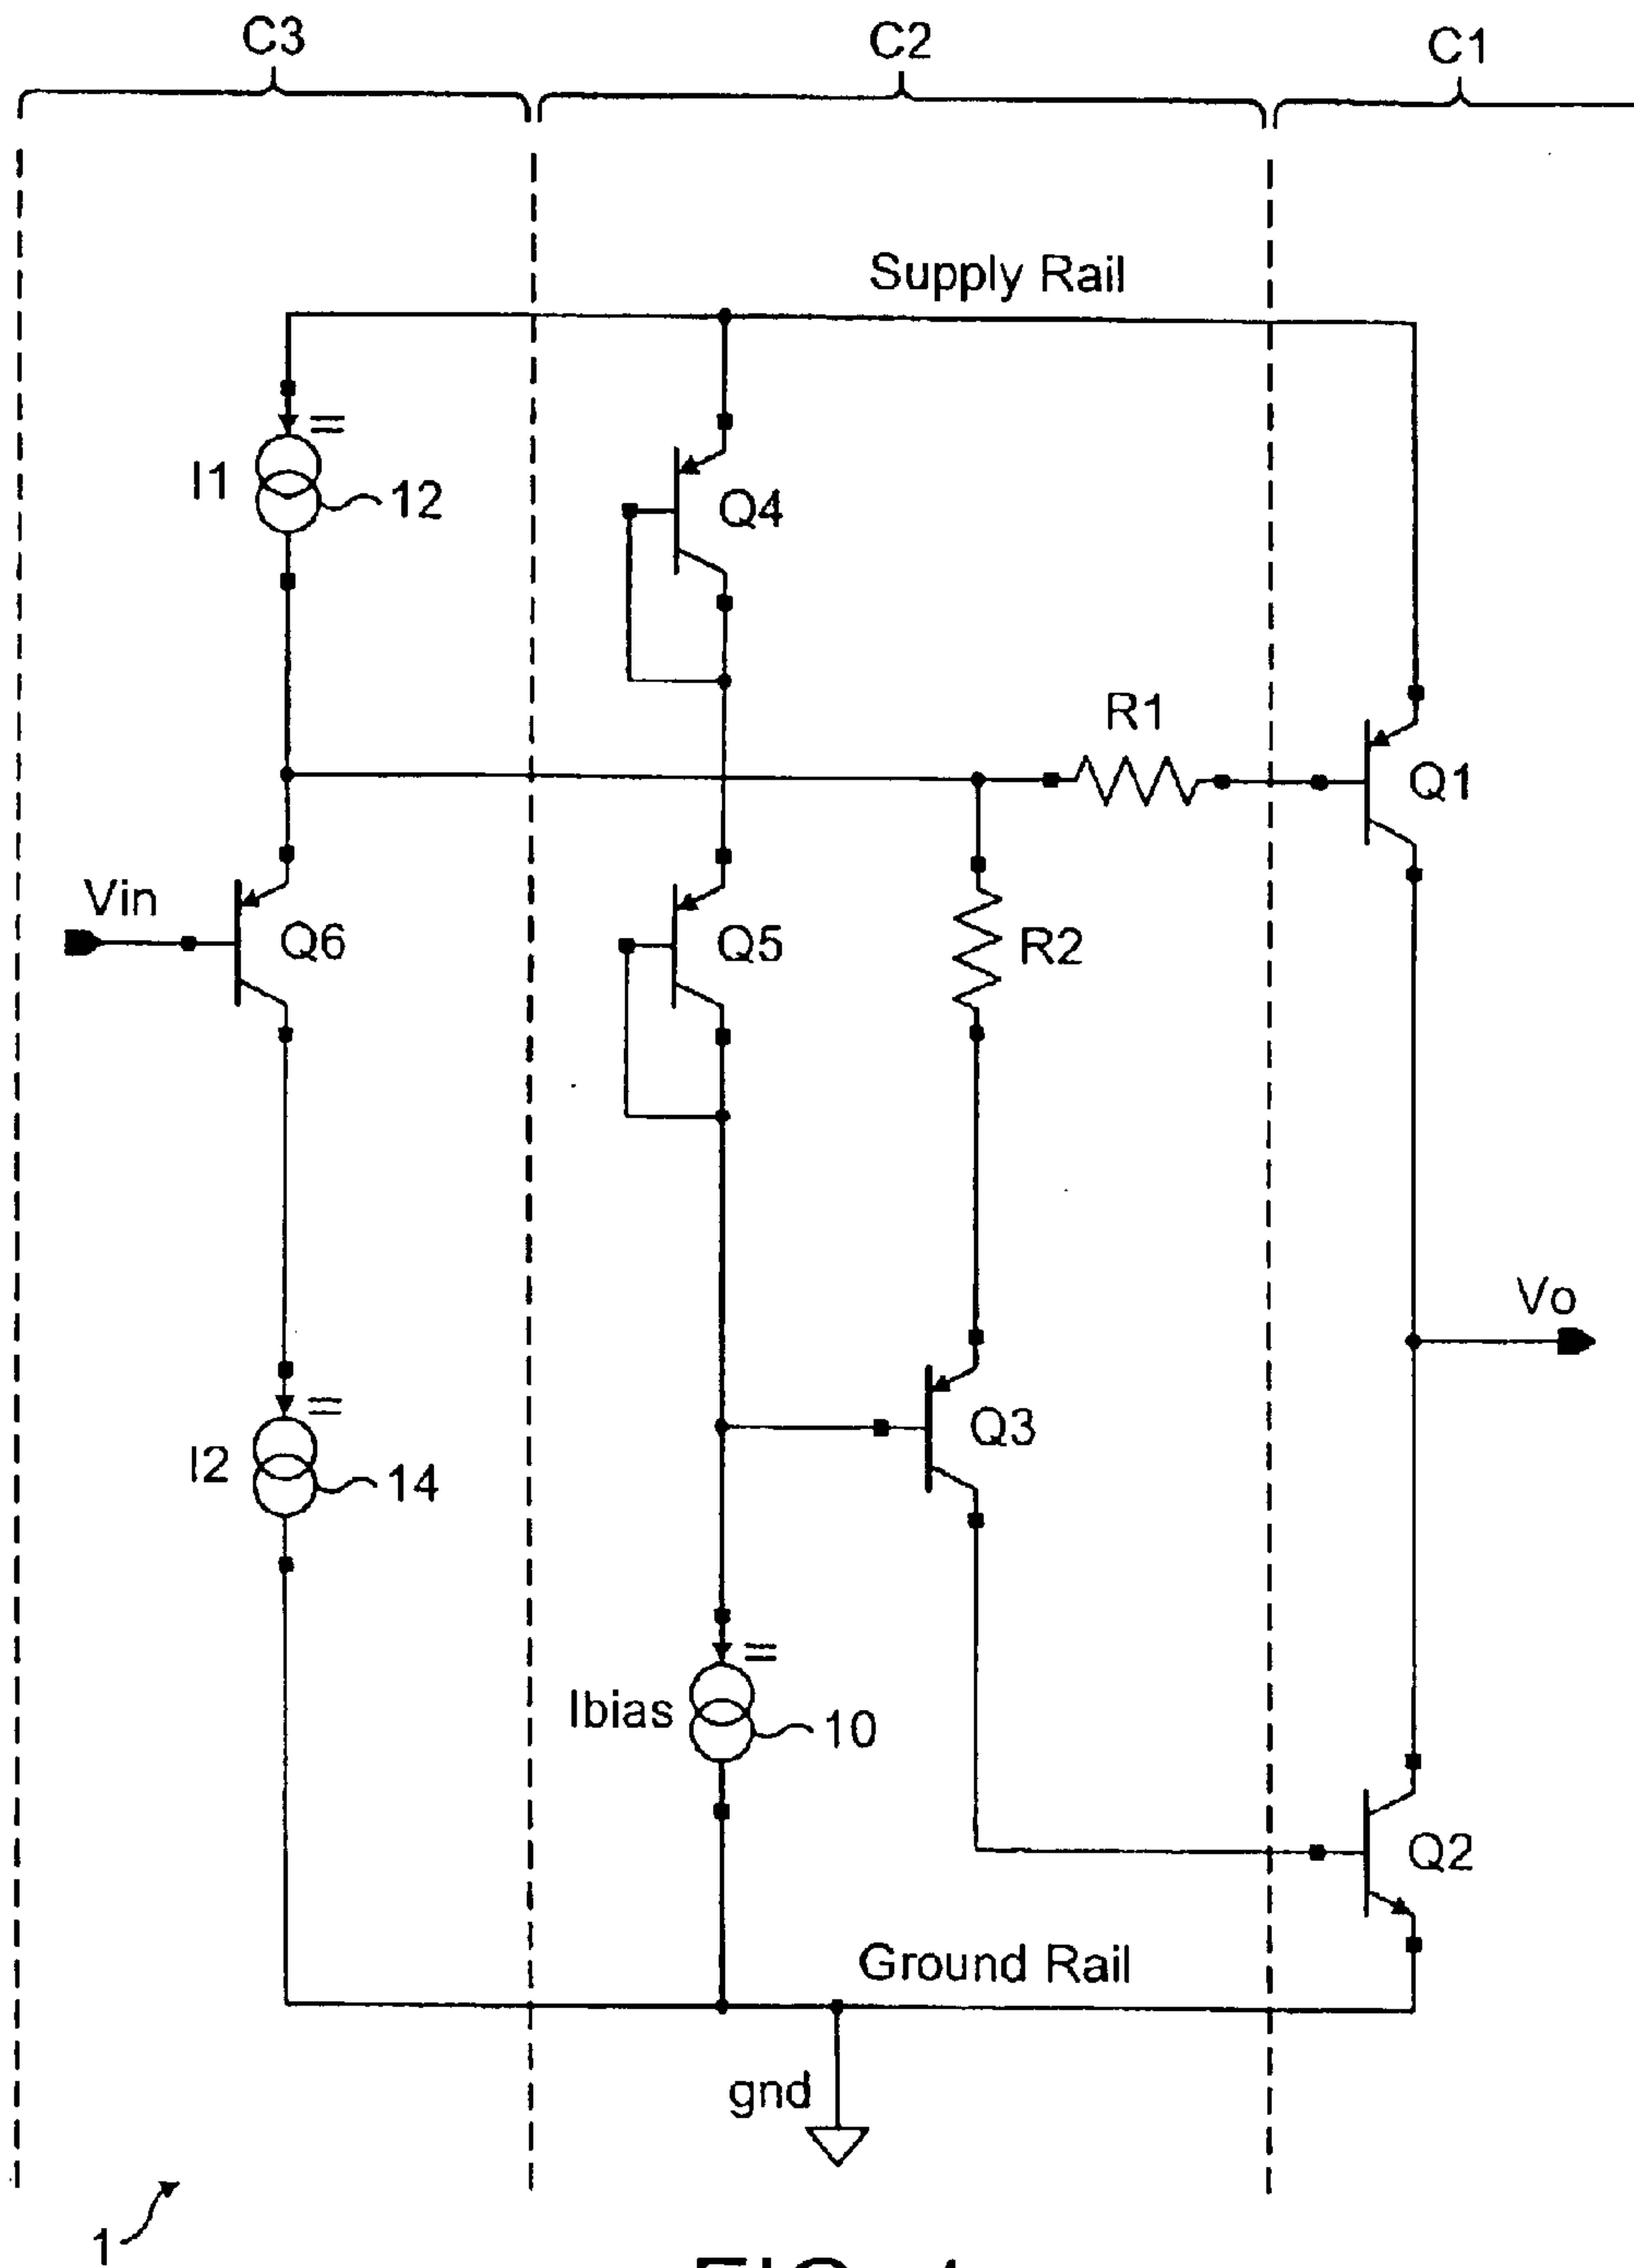 C3
C2
C1
Supply Rail
I1
12
Q4
R1
Q1
Vin
Q6
Q5
R2
Vo
I2
14
Q3
Ibias
10
Q2
Ground Rail
gnd
1